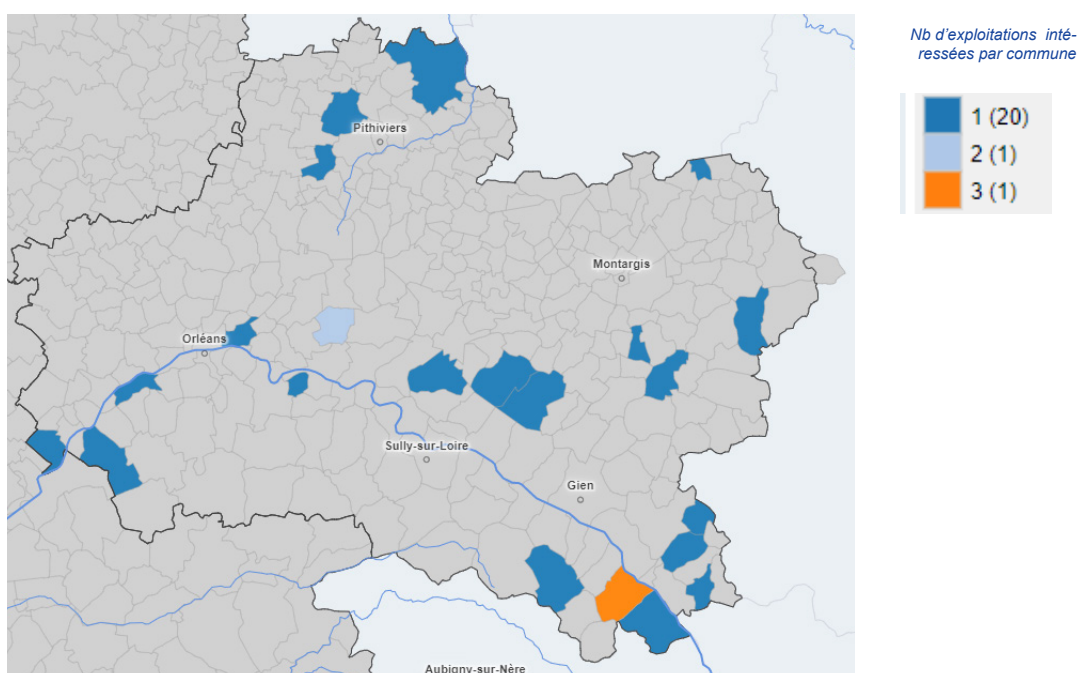 Nb d'exploitations inté-
ressées par commune
1 (20)
2 (1)
3 (1)
Pithiviers
Montargis
Orléans
Sully-sur-Loire
Gien
Aubigny-sur-Nère